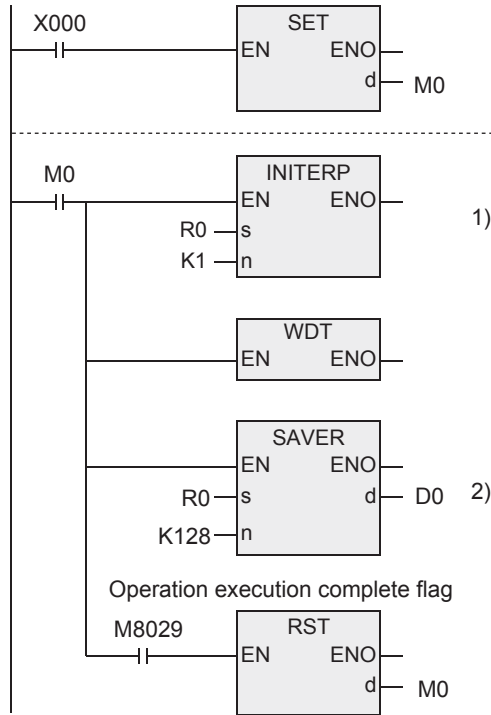 X000
SET
EN ENO
d M0
M0
INITERP
EN ENO
1)
R0 s
K1 n
WDT
EN ENO
SAVER
EN ENO
R0 s d D0 2)
K128 n
Operation execution complete flag
M8029
RST
EN ENO
d M0